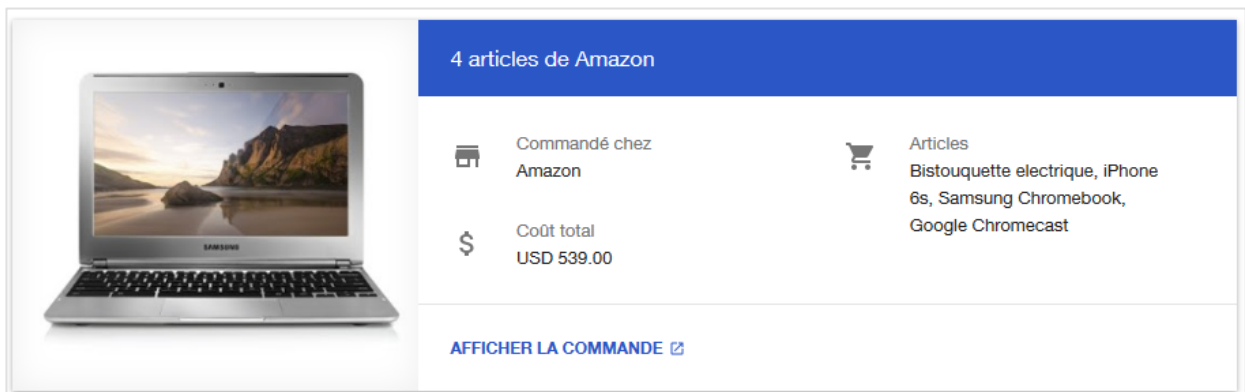 4 articles de Amazon
Commandé chez
Amazon
Coût total
USD 539.00
Articles
Bistouquette electrique, iPhone
6s, Samsung Chromebook,
Google Chromecast
AFFICHER LA COMMANDE
SAMSUNG